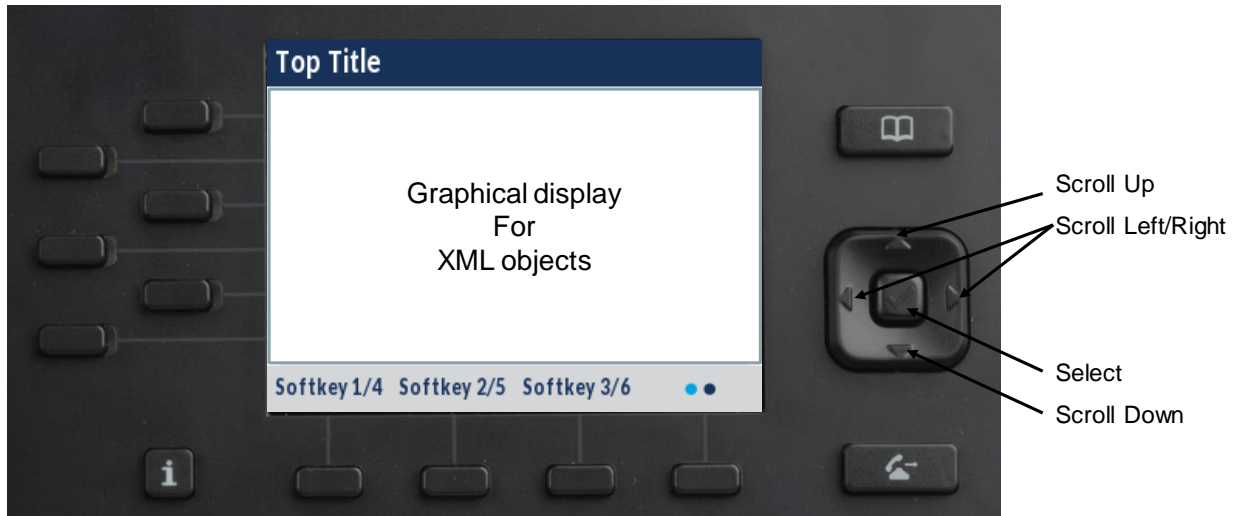 Top Title
Graphical display
For
XML objects
Softkey 1/4 Softkey 2/5 Softkey 3/6
i
Scroll Up
Scroll Left/Right
Select
Scroll Down